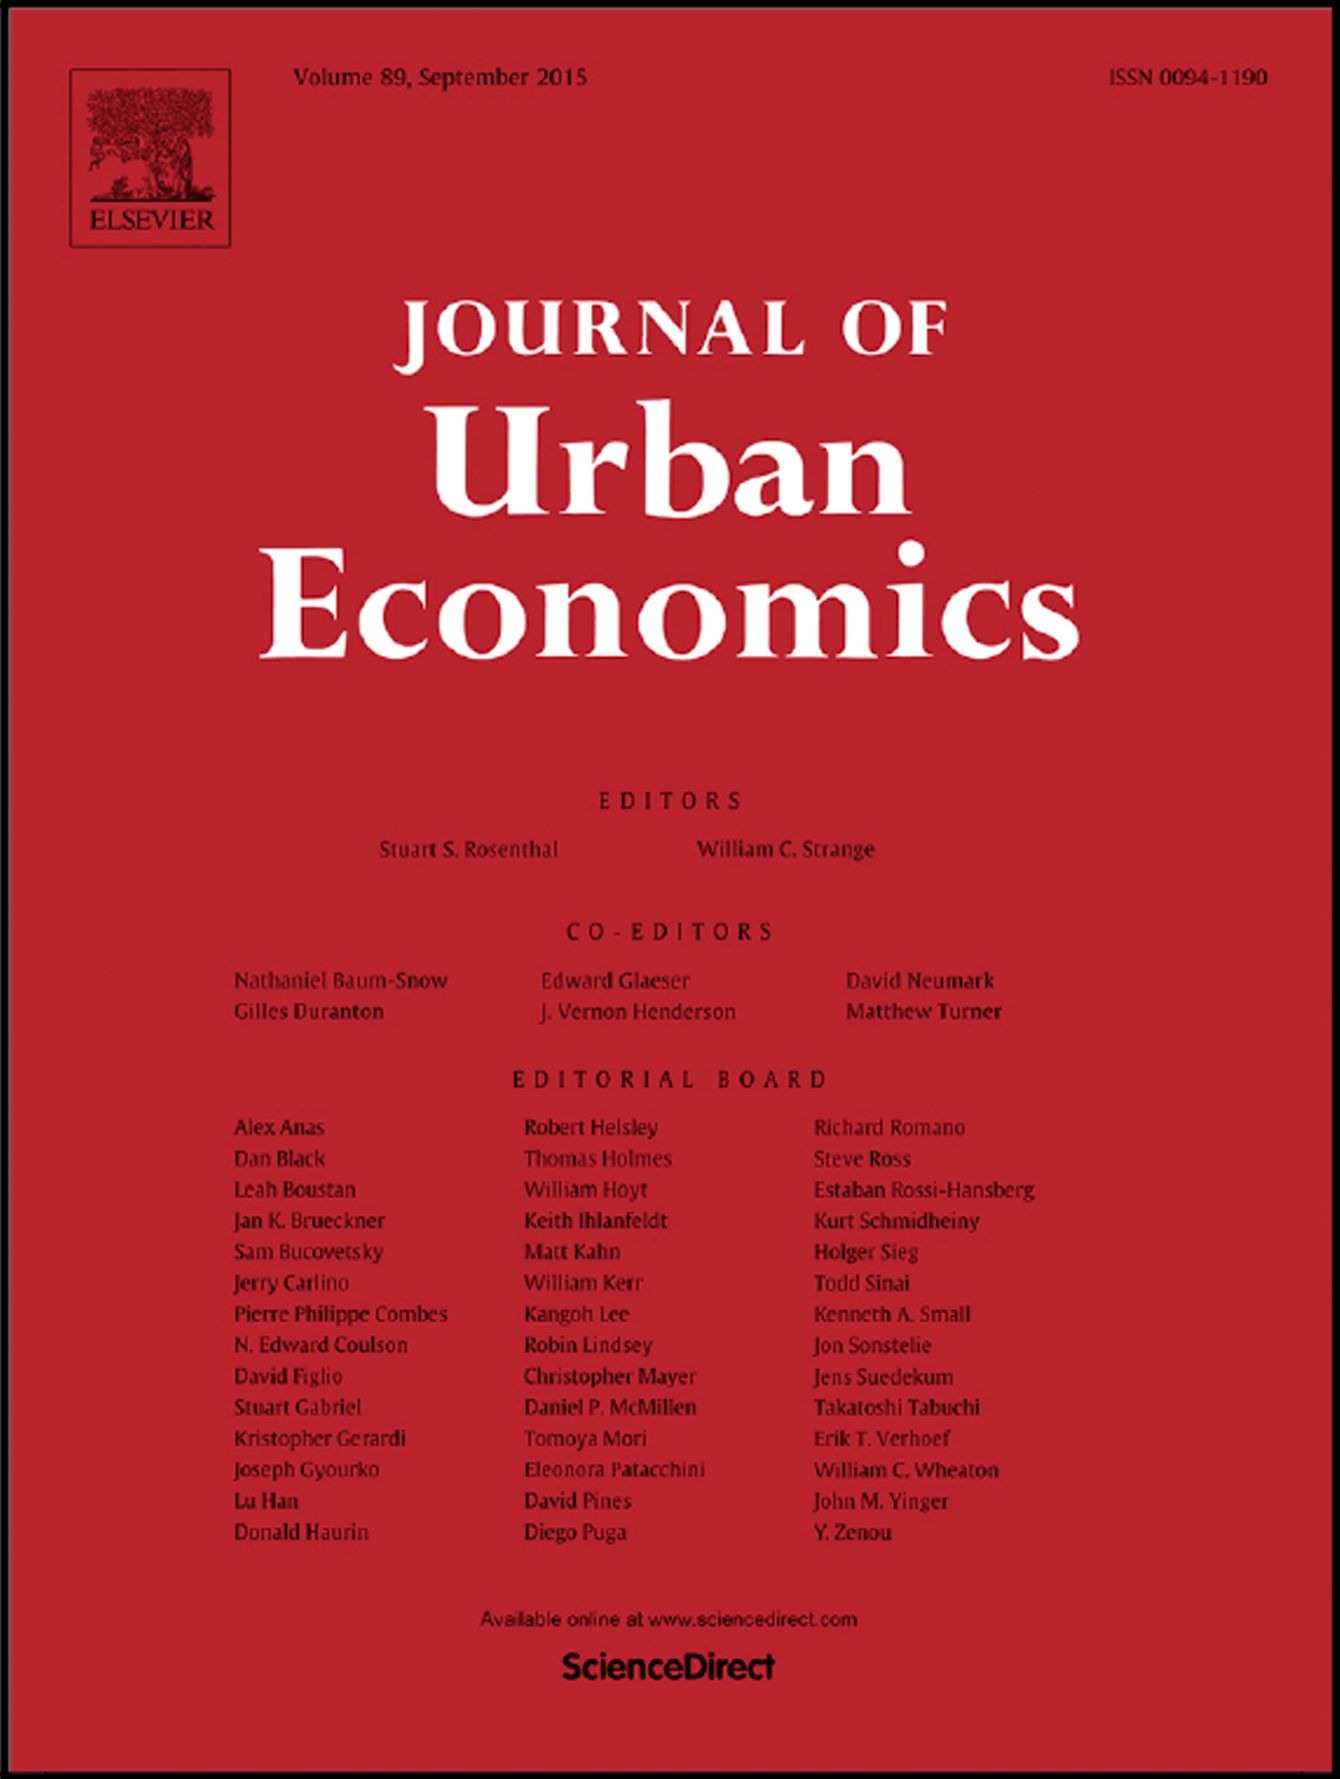 Volume 89, September 2015
ISSN 0094-1190
ELSEVIER
JOURNAL OF
Urban
Economics
EDITORS
Stuart S. Rosenthal
William C. Strange
CO-EDITORS
Nathaniel Baum-Snow
Edward Glaeser
David Neumark
Gilles Duranton
J. Vernon Henderson
Matthew Turner
EDITORIAL BOARD
Alex Anas
Dan Black
Leah Boustan
Jan K. Brueckner
Sam Bucovetsky
Jerry Carlino
Pierre Philippe Combes
N. Edward Coulson
David Figlio
Stuart Gabriel
Kristopher Gerardi
Joseph Gyourko
Lu Han
Donald Haurin
Robert Helsley
Thomas Holmes
William Hoyt
Keith Ihlanfeldt
Matt Kahn
William Kerr
Kangoh Lee
Robin Lindsey
Christopher Mayer
Daniel P. McMillen
Tomoya Mori
Eleonora Patacchini
David Pines
Diego Puga
Richard Romano
Steve Ross
Estaban Rossi-Hansberg
Kurt Schmidheiny
Holger Sieg
Todd Sinai
Kenneth A. Small
Jon Sonstelie
Jens Suedekum
Takatoshi Tabuchi
Erik T. Verhoef
William C. Wheaton
John M. Yinger
Y. Zenou
Available online at www.sciencedirect.com
ScienceDirect